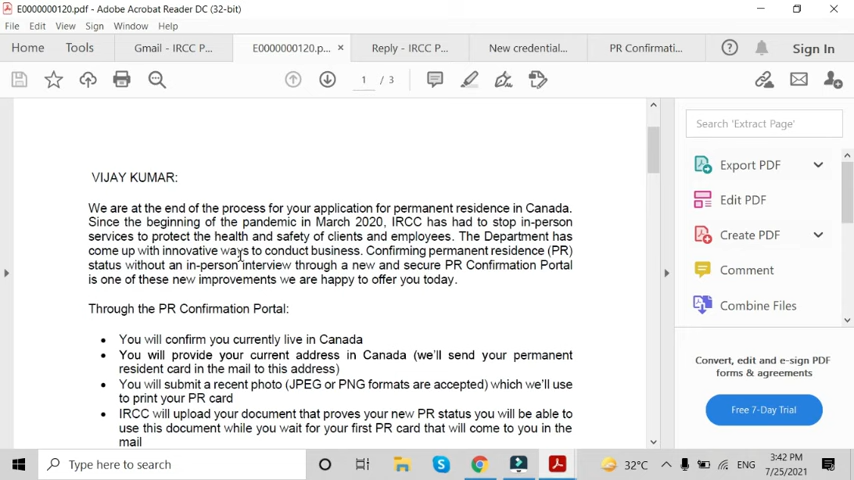 E0000000120.pdf - Adobe Acrobat Reader DC (32-bit)
File Edit View Sign Window Help
Home Tools Gmail - IRCC P... E0000000120.p... × Reply - IRCC P... New credential... PR Confirmati... Sign In
1 / 3
Search 'Extract Page'
Export PDF
Edit PDF
Create PDF
Comment
Combine Files
Convert, edit and e-sign PDF
forms & agreements
Free 7-Day Trial
VIJAY KUMAR:
We are at the end of the process for your application for permanent residence in Canada.
Since the beginning of the pandemic in March 2020, IRCC has had to stop in-person
services to protect the health and safety of clients and employees. The Department has
come up with innovative ways to conduct business. Confirming permanent residence (PR)
status without an in-person interview through a new and secure PR Confirmation Portal
is one of these new improvements we are happy to offer you today.
Through the PR Confirmation Portal:
• You will confirm you currently live in Canada
• You will provide your current address in Canada (we'll send your permanent
resident card in the mail to this address)
• You will submit a recent photo (JPEG or PNG formats are accepted) which we'll use
to print your PR card
• IRCC will upload your document that proves your new PR status you will be able to
use this document while you wait for your first PR card that will come to you in the
mail
Type here to search
32°C
ENG
3:42 PM
7/25/2021